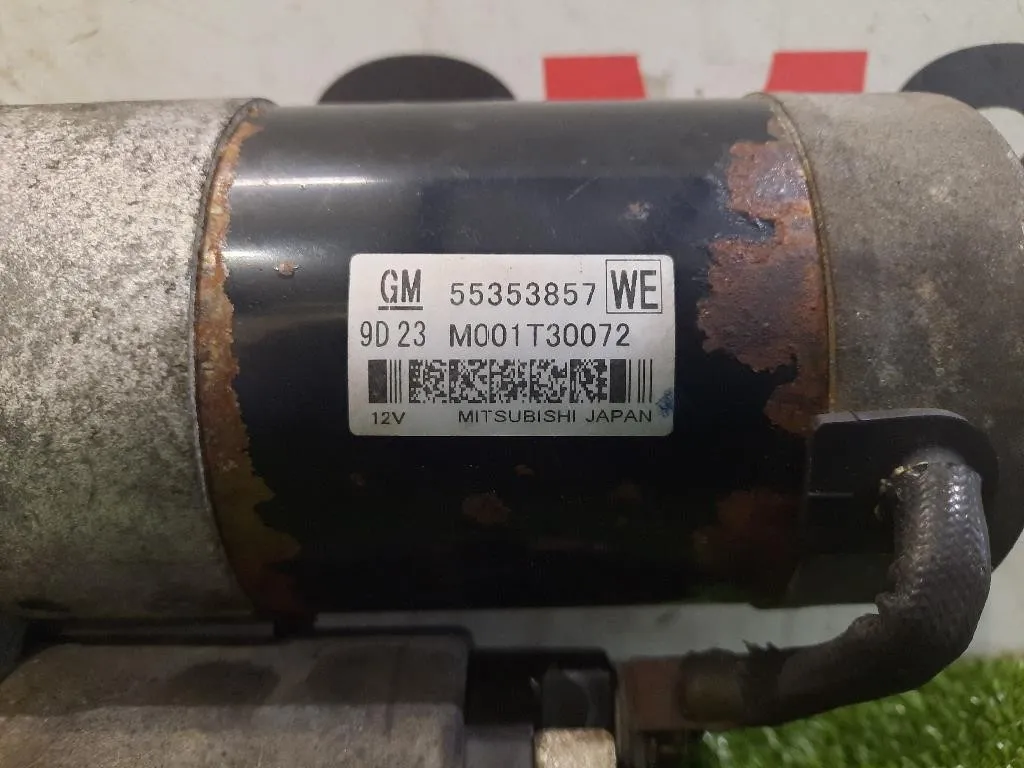 GM 55353857 WE
9D 23 M001T30072
12V MITSUBISHI JAPAN